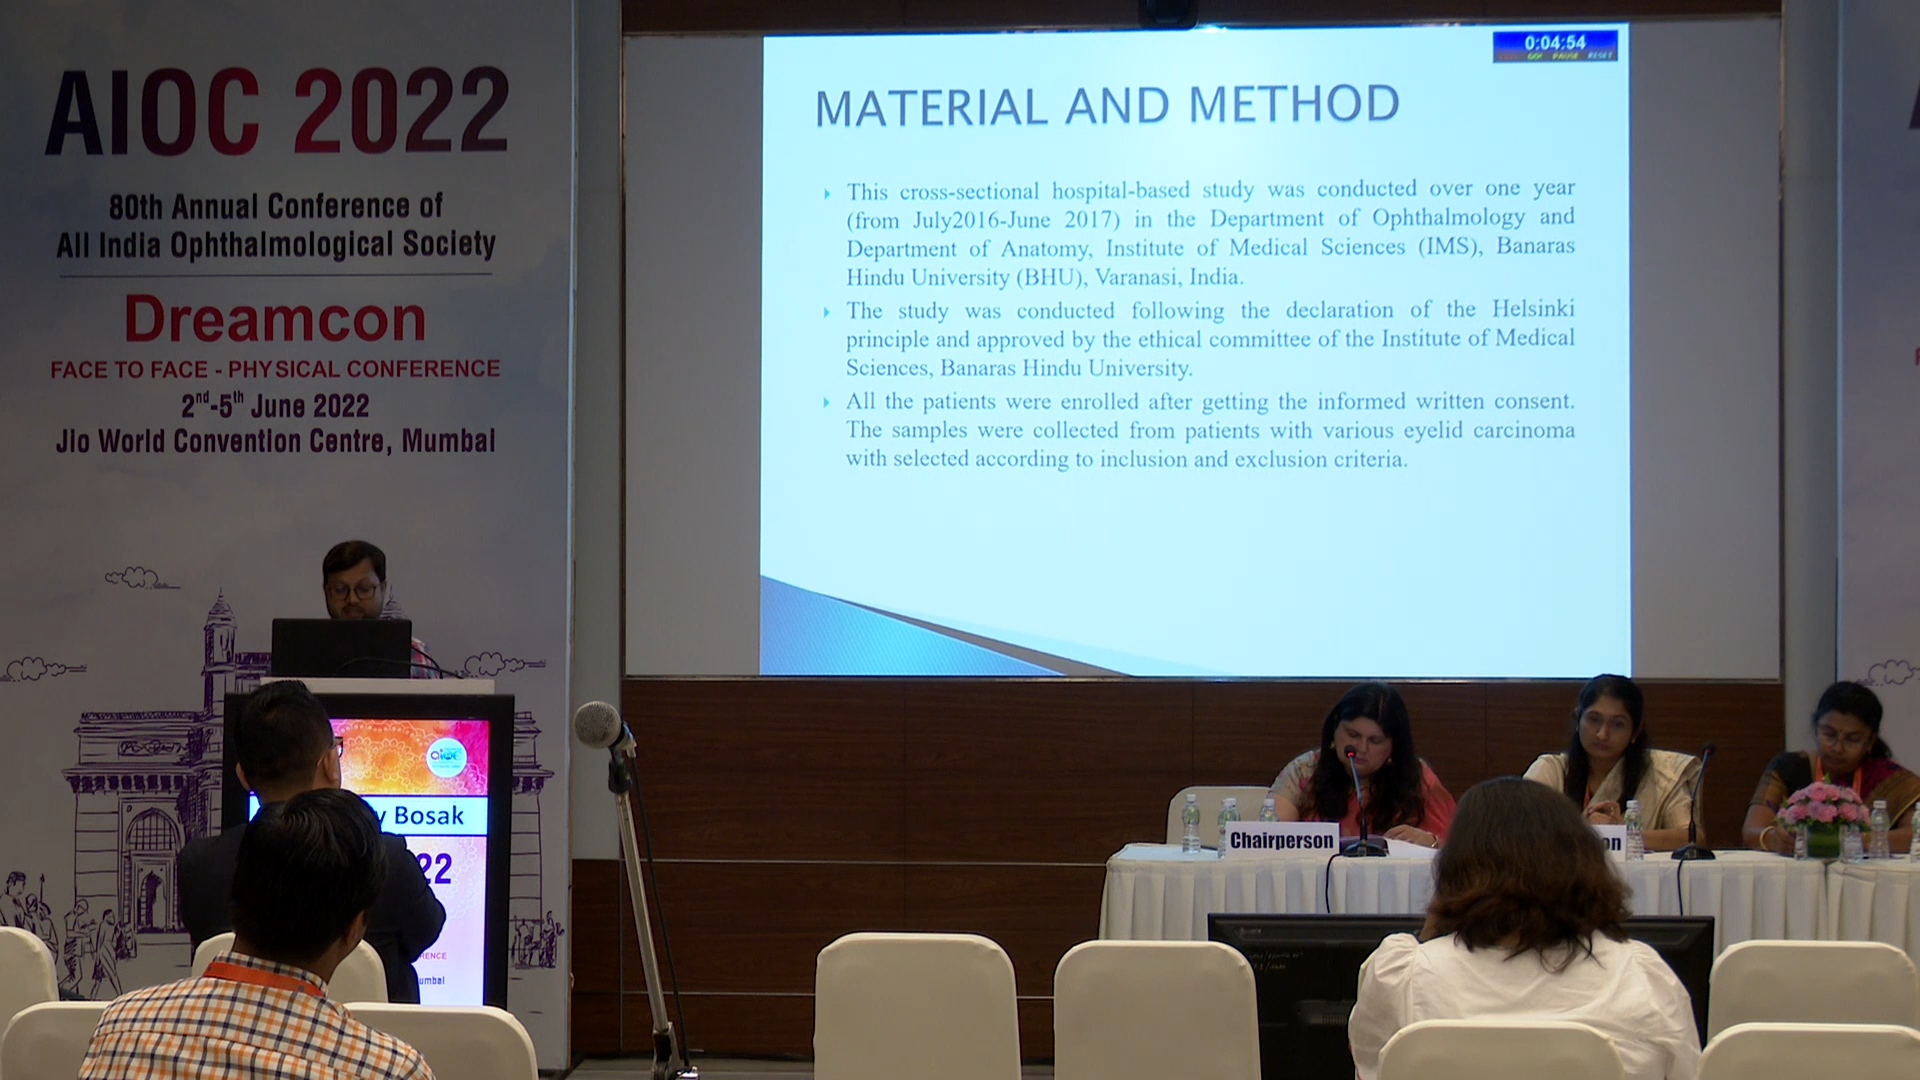 AIOC 2022
80th Annual Conference of
All India Ophthalmological Society
Dreamcon
FACE TO FACE - PHYSICAL CONFERENCE
2nd-5th June 2022
Jio World Convention Centre, Mumbai
0:04:54
PAUSE RESET
MATERIAL AND METHOD
This cross-sectional hospital-based study was conducted over one year
(from July2016-June 2017) in the Department of Ophthalmology and
Department of Anatomy, Institute of Medical Sciences (IMS), Banaras
Hindu University (BHU), Varanasi, India.
The study was conducted following the declaration of the Helsinki
principle and approved by the ethical committee of the Institute of Medical
Sciences, Banaras Hindu University.
All the patients were enrolled after getting the informed written consent.
The samples were collected from patients with various eyelid carcinoma
with selected according to inclusion and exclusion criteria.
Bosak
22
Chairperson
on